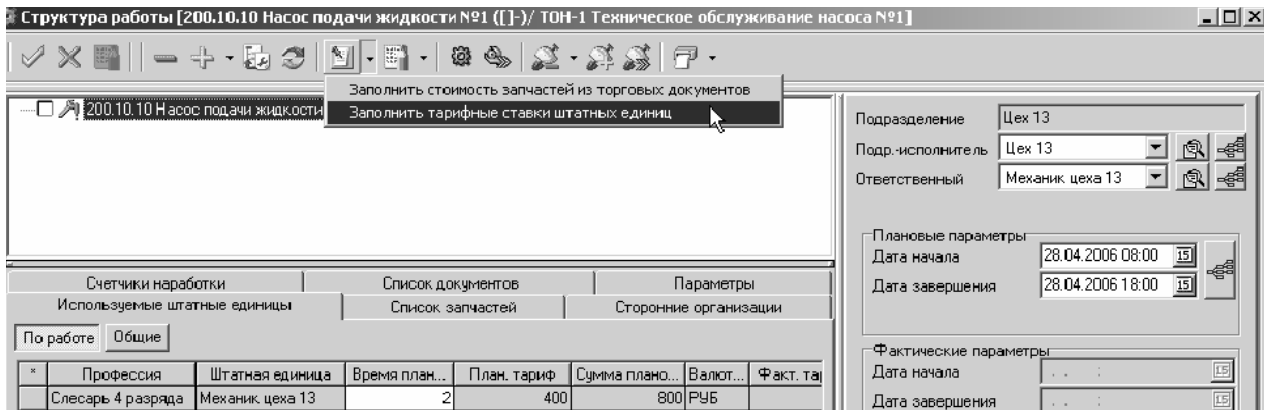 Структура работы [200.10.10 Насос подачи жидкости №1 ([]-)/ ТОН-1 Техническое обслуживание насоса №1]
Заполнить стоимость запчастей из торговых документов
Заполнить тарифные ставки штатных единиц
200.10.10 Насос подачи жидкости
Подразделение Цех 13
Подр.-исполнитель Цех 13
Ответственный Механик цеха 13
Плановые параметры
Дата начала 28.04.2006 08:00
Дата завершения 28.04.2006 18:00
Фактические параметры
Дата начала . . :
Дата завершения . . :
Счетчики наработки Список документов Параметры
Используемые штатные единицы Список запчастей Сторонние организации
По работе Общие
* Профессия Штатная единица Время план... План. тариф Сумма плано... Валют... Факт. та
Слесарь 4 разряда Механик цеха 13 2 400 800 РУБ